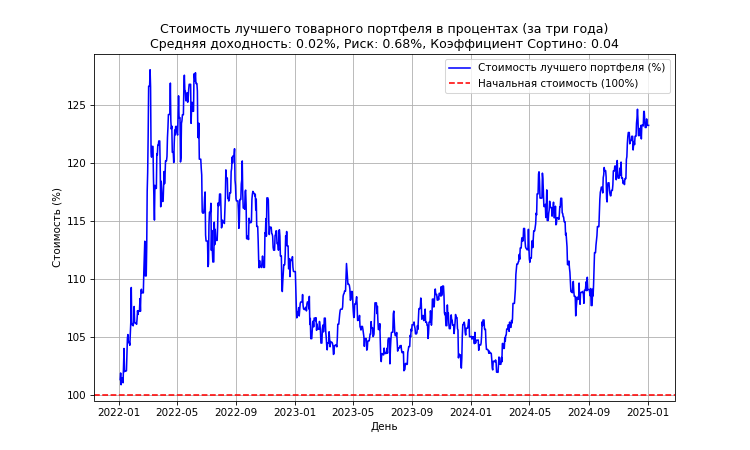 Стоимость лучшего товарного портфеля в процентах (за три года)
Средняя доходность: 0.02%, Риск: 0.68%, Коэффициент Сортино: 0.04
Стоимость лучшего портфеля (%)
Начальная стоимость (100%)
Стоимость (%)
125
120
115
110
105
100
2022-01 2022-05 2022-09 2023-01 2023-05 2023-09 2024-01 2024-05 2024-09 2025-01
День